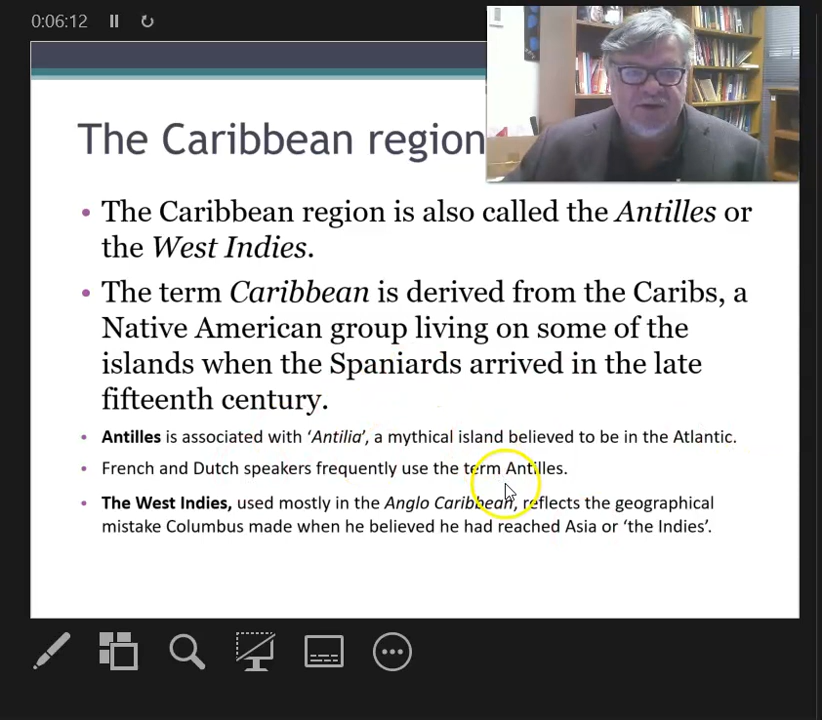 0:06:12
The Caribbean region
• The Caribbean region is also called the Antilles or
the West Indies.
• The term Caribbean is derived from the Caribs, a
Native American group living on some of the
islands when the Spaniards arrived in the late
fifteenth century.
• Antilles is associated with ‘Antilia’, a mythical island believed to be in the Atlantic.
• French and Dutch speakers frequently use the term Antilles.
• The West Indies, used mostly in the Anglo Caribbean, reflects the geographical
mistake Columbus made when he believed he had reached Asia or ‘the Indies’.